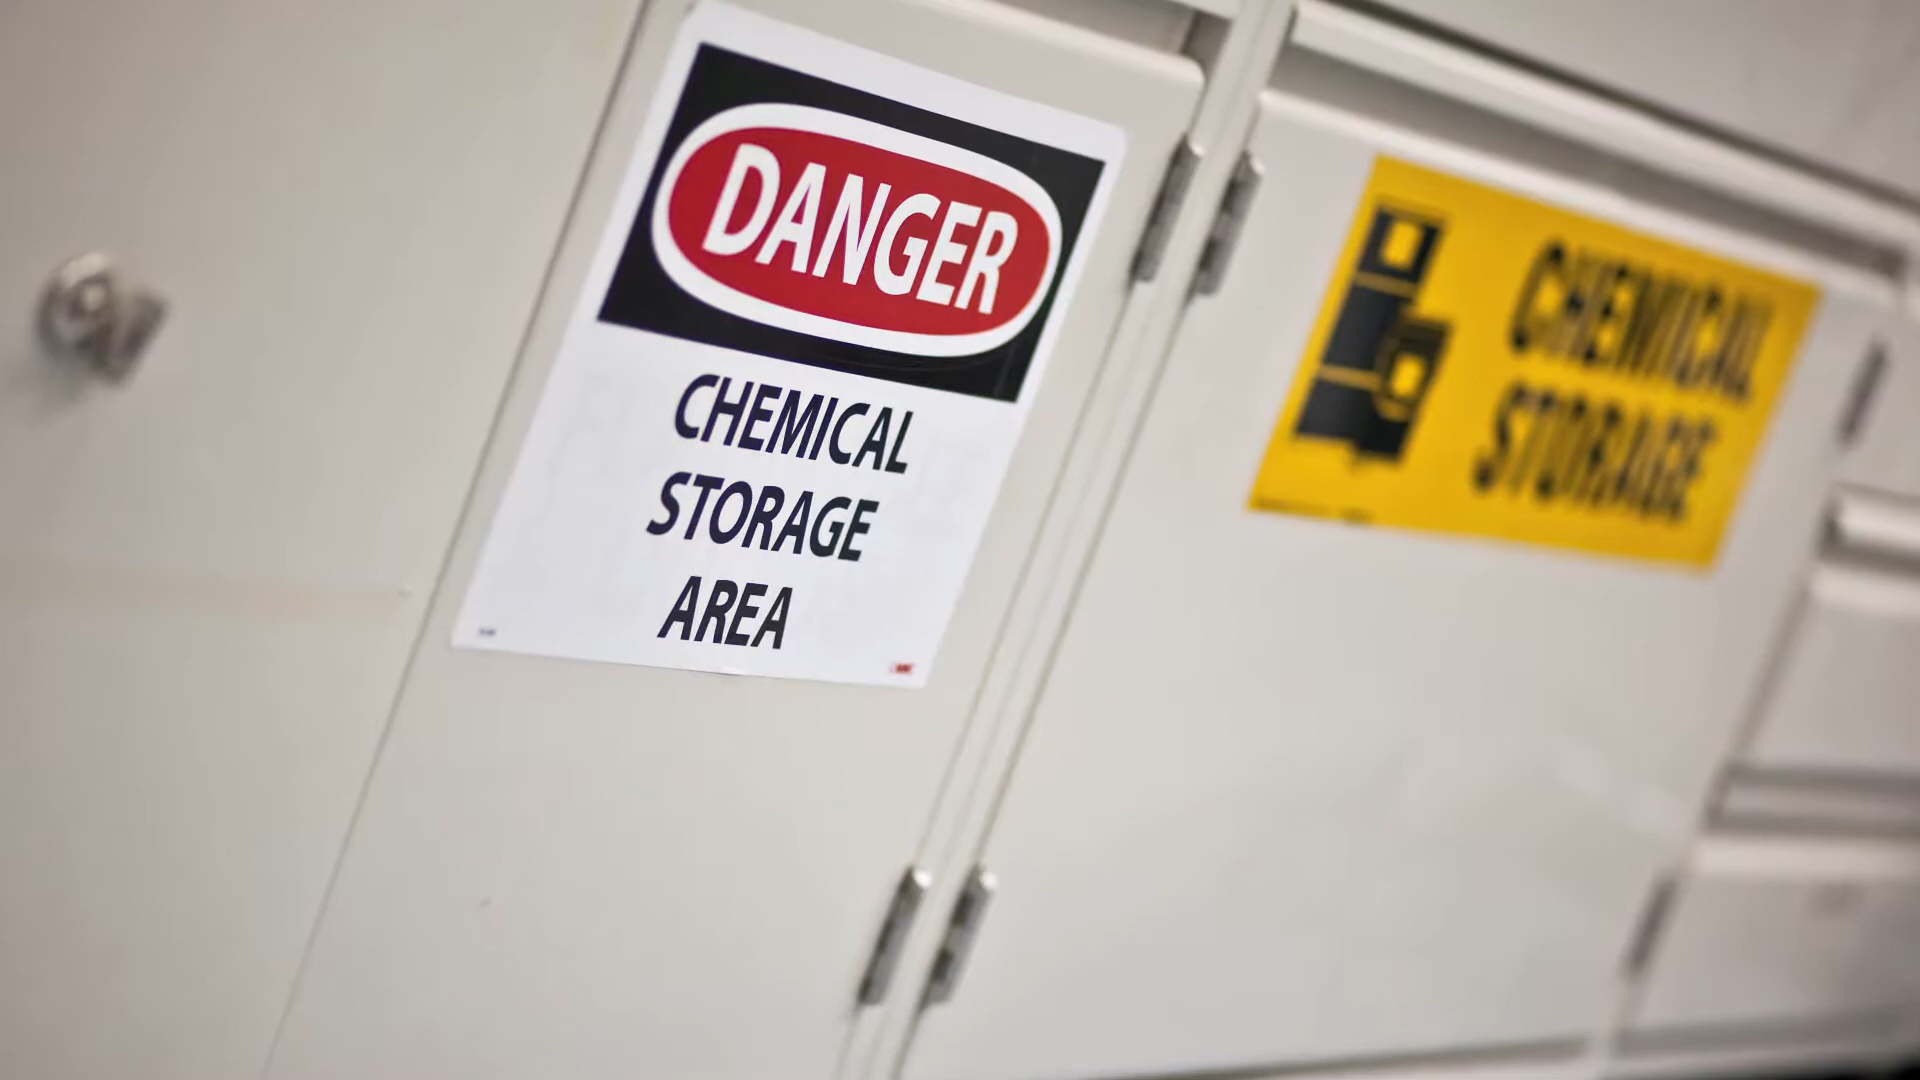 DANGER
CHEMICAL
STORAGE
AREA
CHEMICAL
STORAGE